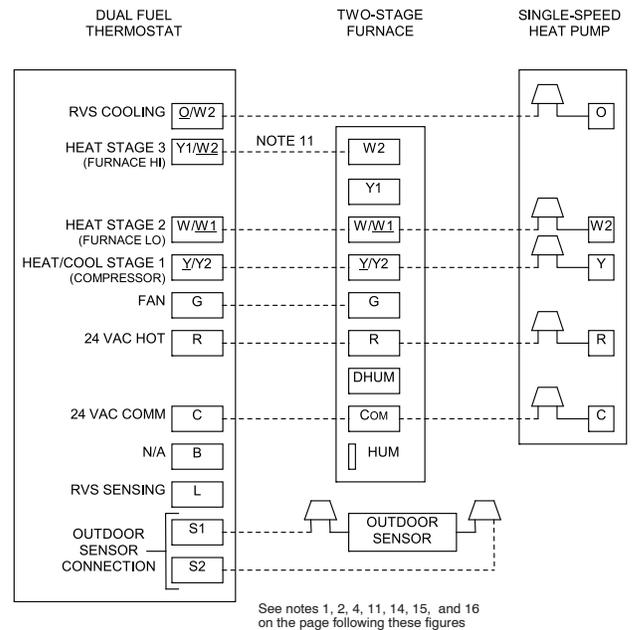 DUAL FUEL
THERMOSTAT
TWO-STAGE
FURNACE
SINGLE-SPEED
HEAT PUMP
RVS COOLING O/W2 O
HEAT STAGE 3 Y1/W2 NOTE 11 W2
(FURNACE HI)
Y1
HEAT STAGE 2 W/W1 W/W1 W2
(FURNACE LO)
HEAT/COOL STAGE 1 Y/Y2 Y/Y2 Y
(COMPRESSOR)
FAN G G
24 VAC HOT R R R
DHUM
24 VAC COMM C COM C
N/A B HUM
RVS SENSING L
OUTDOOR
SENSOR
CONNECTION
S1
S2
OUTDOOR
SENSOR
See notes 1, 2, 4, 11, 14, 15, and 16
on the page following these figures